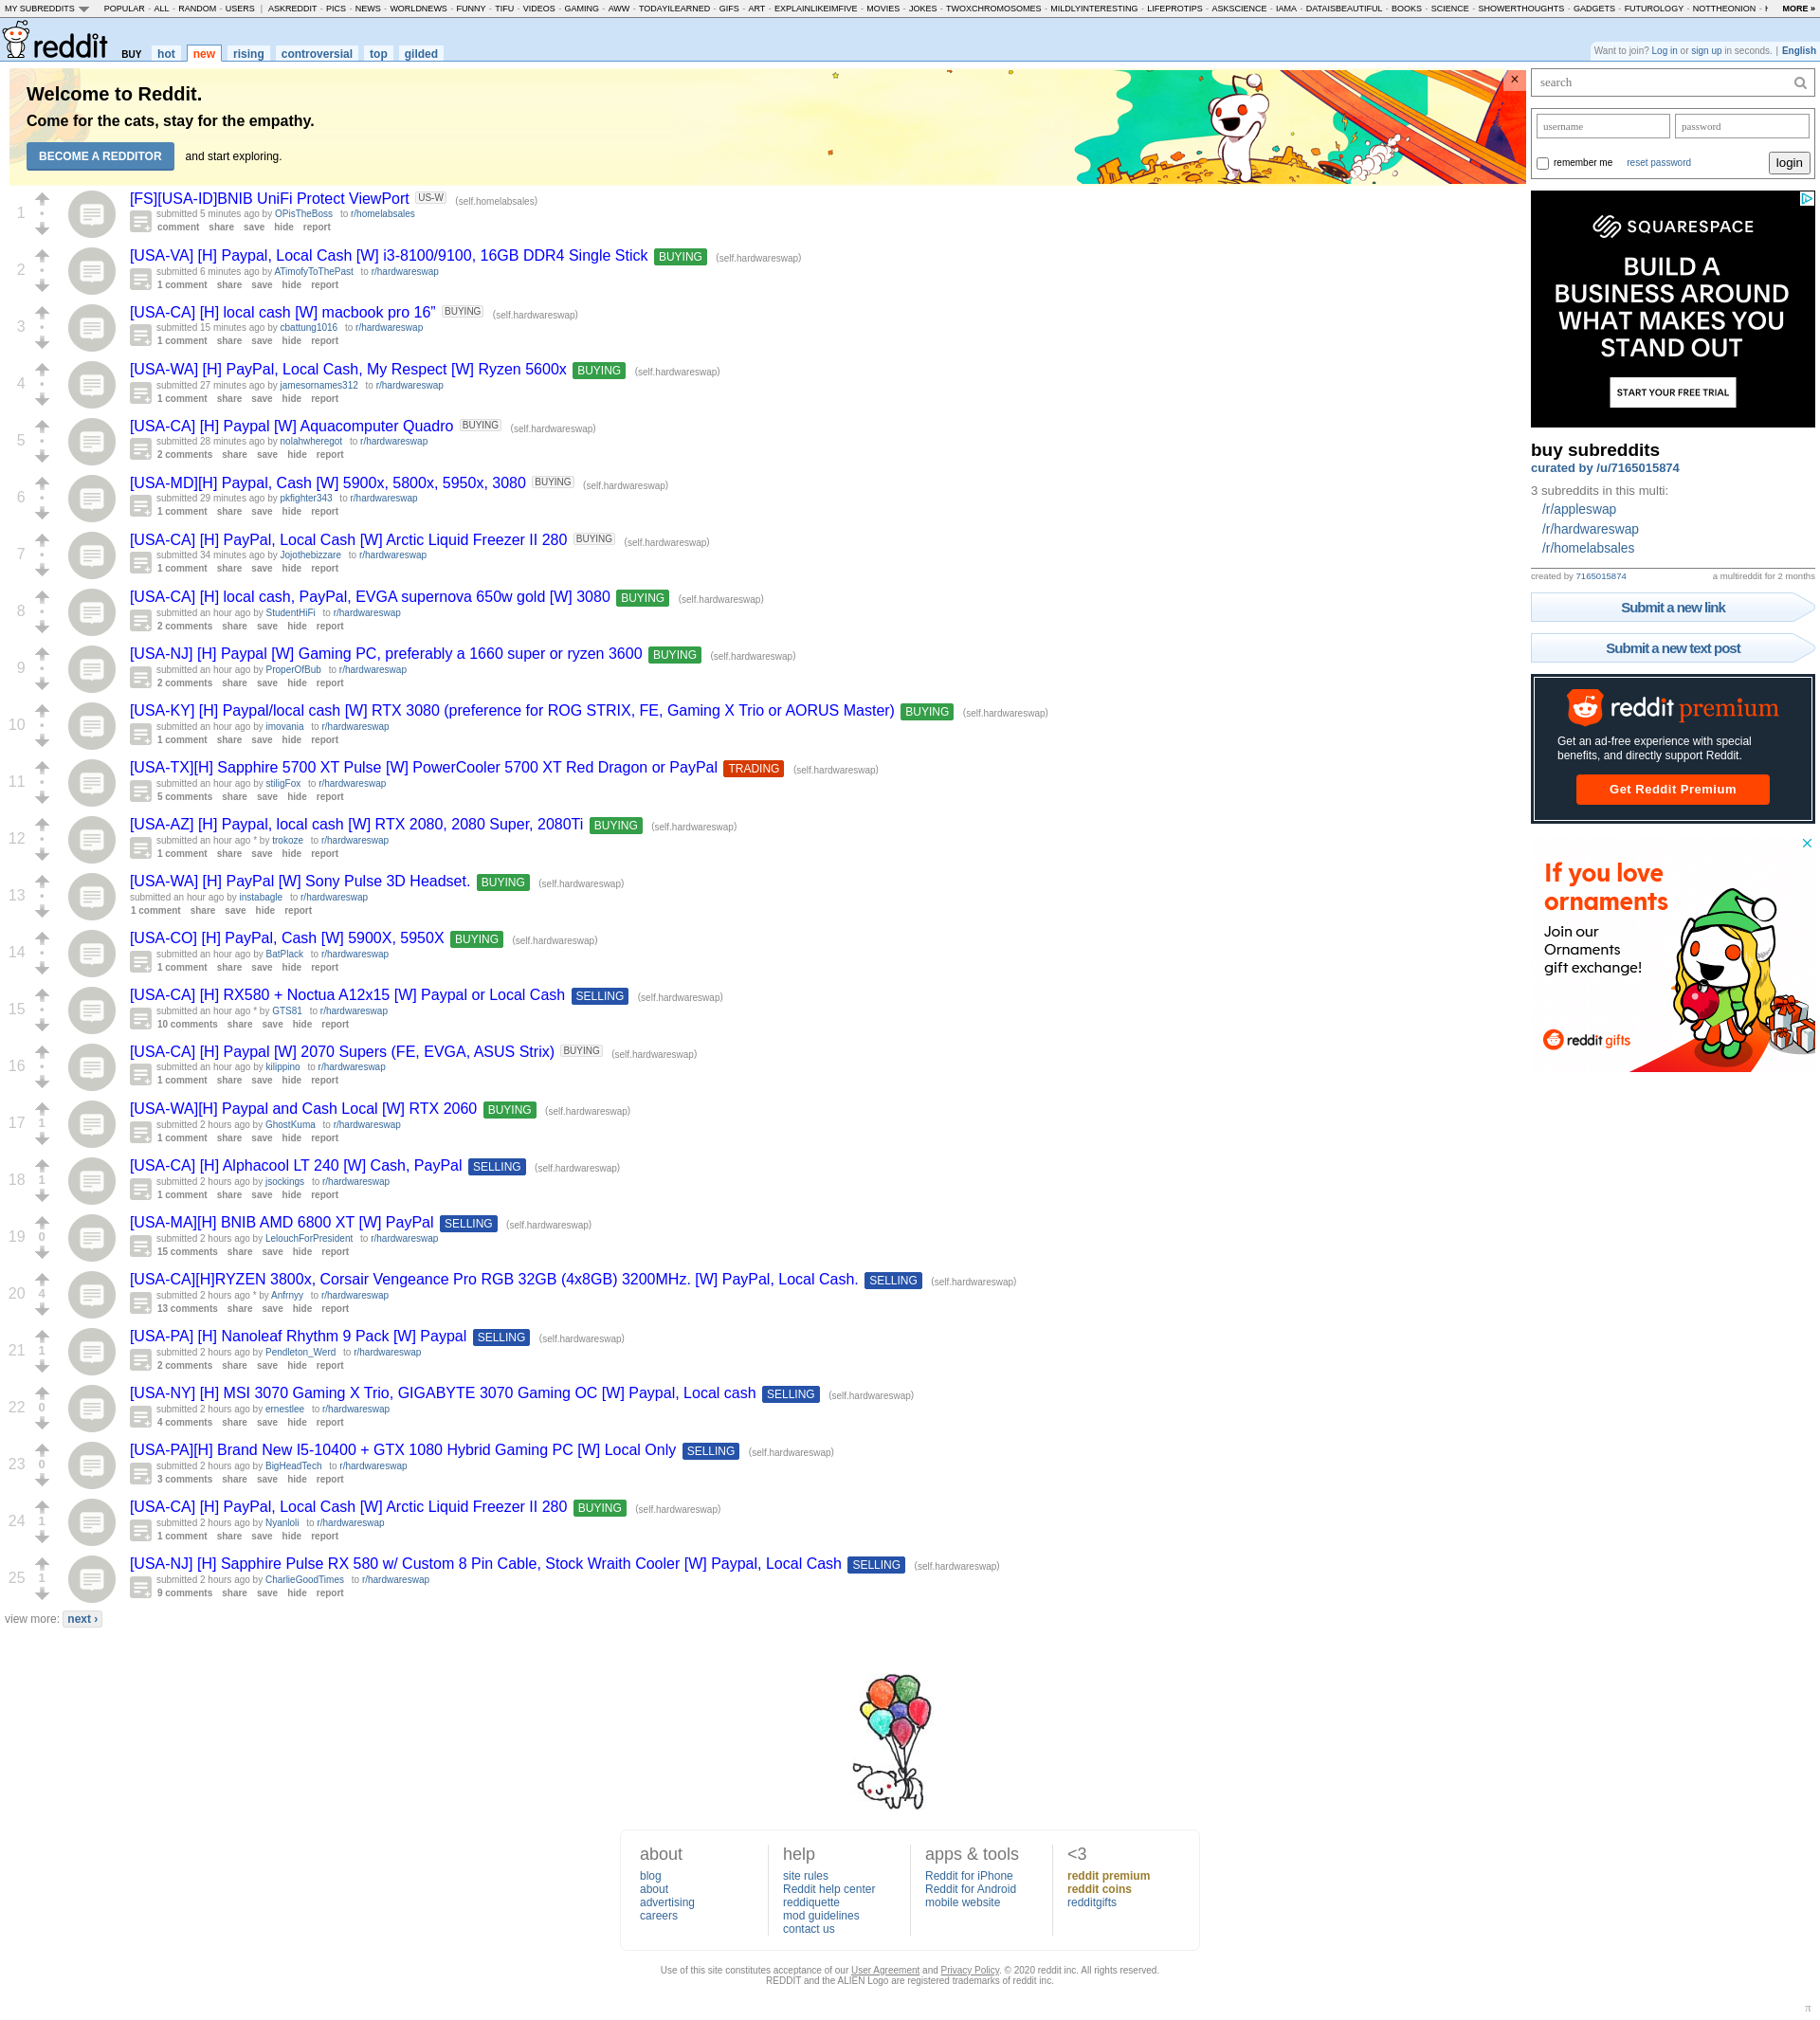 MY SUBREDDITS POPULAR - ALL - RANDOM - USERS | ASKREDDIT - PICS - NEWS - WORLDNEWS - FUNNY - TIFU - VIDEOS - GAMING - AWW - TODAYILEARNED - GIFS - ART - EXPLAINLIKEIMFIVE - MOVIES - JOKES - TWOXCHROMOSOMES - MILDLYINTERESTING - LIFEPROTIPS - ASKSCIENCE - IAMA - DATAISBEAUTIFUL - BOOKS - SCIENCE - SHOWERTHOUGHTS - GADGETS - FUTUROLOGY - NOTTHEONION - MORE »
reddit BUY hot new rising controversial top gilded
Want to join? Log in or sign up in seconds. | English
Welcome to Reddit.
Come for the cats, stay for the empathy.
BECOME A REDDITOR and start exploring.
×
1
[FS][USA-ID]BNIB UniFi Protect ViewPort US-W (self.homelabsales)
submitted 5 minutes ago by OPisTheBoss to r/homelabsales
comment share save hide report
2
[USA-VA] [H] Paypal, Local Cash [W] i3-8100/9100, 16GB DDR4 Single Stick BUYING (self.hardwareswap)
submitted 6 minutes ago by ATimofyToThePast to r/hardwareswap
1 comment share save hide report
3
[USA-CA] [H] local cash [W] macbook pro 16" BUYING (self.hardwareswap)
submitted 15 minutes ago by cbattung1016 to r/hardwareswap
1 comment share save hide report
4
[USA-WA] [H] PayPal, Local Cash, My Respect [W] Ryzen 5600x BUYING (self.hardwareswap)
submitted 27 minutes ago by jamesornames312 to r/hardwareswap
1 comment share save hide report
5
[USA-CA] [H] Paypal [W] Aquacomputer Quadro BUYING (self.hardwareswap)
submitted 28 minutes ago by nolahwheregot to r/hardwareswap
2 comments share save hide report
6
[USA-MD][H] Paypal, Cash [W] 5900x, 5800x, 5950x, 3080 BUYING (self.hardwareswap)
submitted 29 minutes ago by pkfighter343 to r/hardwareswap
1 comment share save hide report
7
[USA-CA] [H] PayPal, Local Cash [W] Arctic Liquid Freezer II 280 BUYING (self.hardwareswap)
submitted 34 minutes ago by Jojothebizzare to r/hardwareswap
1 comment share save hide report
8
[USA-CA] [H] local cash, PayPal, EVGA supernova 650w gold [W] 3080 BUYING (self.hardwareswap)
submitted an hour ago by StudentHiFi to r/hardwareswap
2 comments share save hide report
9
[USA-NJ] [H] Paypal [W] Gaming PC, preferably a 1660 super or ryzen 3600 BUYING (self.hardwareswap)
submitted an hour ago by ProperOfBub to r/hardwareswap
2 comments share save hide report
10
[USA-KY] [H] Paypal/local cash [W] RTX 3080 (preference for ROG STRIX, FE, Gaming X Trio or AORUS Master) BUYING (self.hardwareswap)
submitted an hour ago by imovania to r/hardwareswap
1 comment share save hide report
11
[USA-TX][H] Sapphire 5700 XT Pulse [W] PowerCooler 5700 XT Red Dragon or PayPal TRADING (self.hardwareswap)
submitted an hour ago by stiligFox to r/hardwareswap
5 comments share save hide report
12
[USA-AZ] [H] Paypal, local cash [W] RTX 2080, 2080 Super, 2080Ti BUYING (self.hardwareswap)
submitted an hour ago * by trokoze to r/hardwareswap
1 comment share save hide report
13
[USA-WA] [H] PayPal [W] Sony Pulse 3D Headset. BUYING (self.hardwareswap)
submitted an hour ago by instabagle to r/hardwareswap
1 comment share save hide report
14
[USA-CO] [H] PayPal, Cash [W] 5900X, 5950X BUYING (self.hardwareswap)
submitted an hour ago by BatPlack to r/hardwareswap
1 comment share save hide report
15
[USA-CA] [H] RX580 + Noctua A12x15 [W] Paypal or Local Cash SELLING (self.hardwareswap)
submitted an hour ago * by GTS81 to r/hardwareswap
10 comments share save hide report
16
[USA-CA] [H] Paypal [W] 2070 Supers (FE, EVGA, ASUS Strix) BUYING (self.hardwareswap)
submitted an hour ago by kilippino to r/hardwareswap
1 comment share save hide report
17 1
[USA-WA][H] Paypal and Cash Local [W] RTX 2060 BUYING (self.hardwareswap)
submitted 2 hours ago by GhostKuma to r/hardwareswap
1 comment share save hide report
18 1
[USA-CA] [H] Alphacool LT 240 [W] Cash, PayPal SELLING (self.hardwareswap)
submitted 2 hours ago by jsockings to r/hardwareswap
1 comment share save hide report
19 0
[USA-MA][H] BNIB AMD 6800 XT [W] PayPal SELLING (self.hardwareswap)
submitted 2 hours ago by LelouchForPresident to r/hardwareswap
15 comments share save hide report
20 4
[USA-CA][H]RYZEN 3800x, Corsair Vengeance Pro RGB 32GB (4x8GB) 3200MHz. [W] PayPal, Local Cash. SELLING (self.hardwareswap)
submitted 2 hours ago * by Anfrnyy to r/hardwareswap
13 comments share save hide report
21 1
[USA-PA] [H] Nanoleaf Rhythm 9 Pack [W] Paypal SELLING (self.hardwareswap)
submitted 2 hours ago by Pendleton_Werd to r/hardwareswap
2 comments share save hide report
22 0
[USA-NY] [H] MSI 3070 Gaming X Trio, GIGABYTE 3070 Gaming OC [W] Paypal, Local cash SELLING (self.hardwareswap)
submitted 2 hours ago by ernestlee to r/hardwareswap
4 comments share save hide report
23 0
[USA-PA][H] Brand New I5-10400 + GTX 1080 Hybrid Gaming PC [W] Local Only SELLING (self.hardwareswap)
submitted 2 hours ago by BigHeadTech to r/hardwareswap
3 comments share save hide report
24 1
[USA-CA] [H] PayPal, Local Cash [W] Arctic Liquid Freezer II 280 BUYING (self.hardwareswap)
submitted 2 hours ago by Nyanloli to r/hardwareswap
1 comment share save hide report
25 1
[USA-NJ] [H] Sapphire Pulse RX 580 w/ Custom 8 Pin Cable, Stock Wraith Cooler [W] Paypal, Local Cash SELLING (self.hardwareswap)
submitted 2 hours ago by CharlieGoodTimes to r/hardwareswap
9 comments share save hide report
view more: next ›
search
username password
remember me reset password login
SQUARESPACE
BUILD A
BUSINESS AROUND
WHAT MAKES YOU
STAND OUT
START YOUR FREE TRIAL
buy subreddits
curated by /u/7165015874
3 subreddits in this multi:
/r/appleswap
/r/hardwareswap
/r/homelabsales
created by 7165015874 a multireddit for 2 months
Submit a new link
Submit a new text post
reddit premium
Get an ad-free experience with special
benefits, and directly support Reddit.
Get Reddit Premium
If you love
ornaments
Join our
Ornaments
gift exchange!
reddit gifts
about
blog
about
advertising
careers
help
site rules
Reddit help center
reddiquette
mod guidelines
contact us
apps & tools
Reddit for iPhone
Reddit for Android
mobile website
<3
reddit premium
reddit coins
redditgifts
Use of this site constitutes acceptance of our User Agreement and Privacy Policy. © 2020 reddit inc. All rights reserved.
REDDIT and the ALIEN Logo are registered trademarks of reddit inc.
π